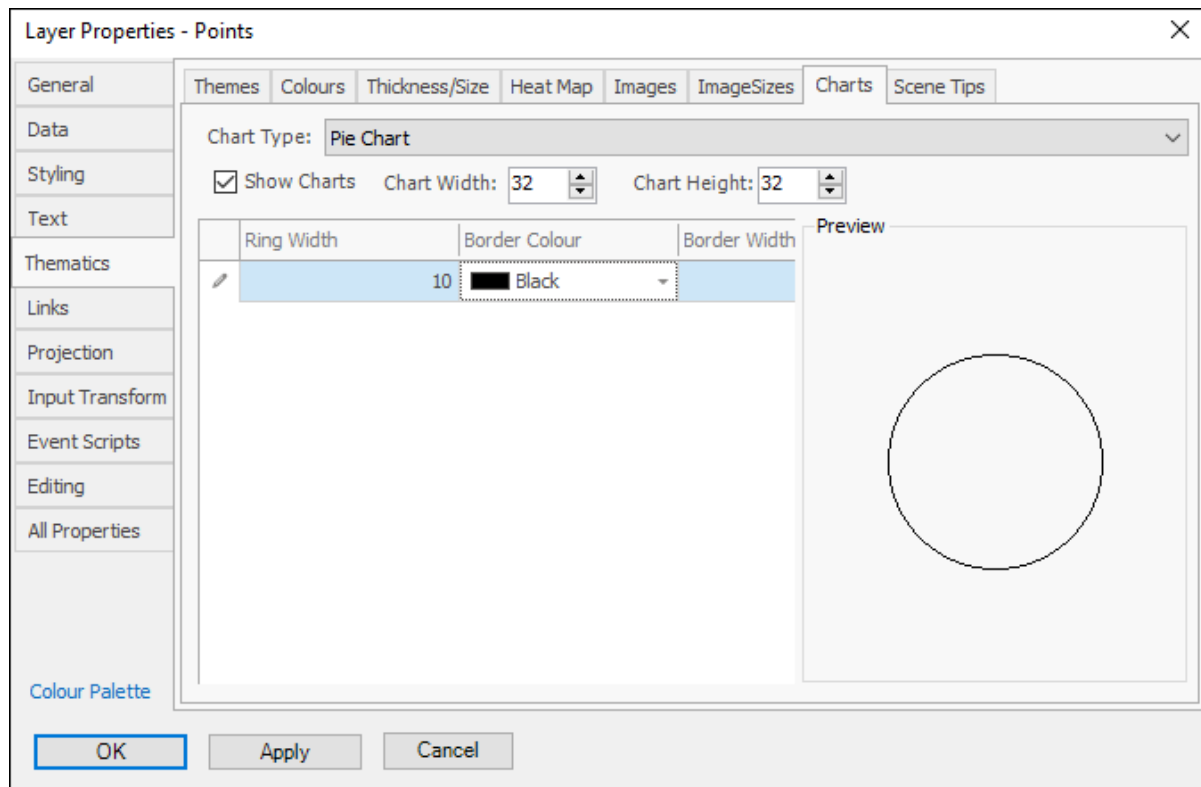 Layer Properties - Points
General
Data
Styling
Text
Thematics
Links
Projection
Input Transform
Event Scripts
Editing
All Properties
Colour Palette
Themes Colours Thickness/Size Heat Map Images ImageSizes Charts Scene Tips
Chart Type: Pie Chart
Show Charts Chart Width: 32 Chart Height: 32
Ring Width Border Colour Border Width
10 Black
Preview
OK Apply Cancel